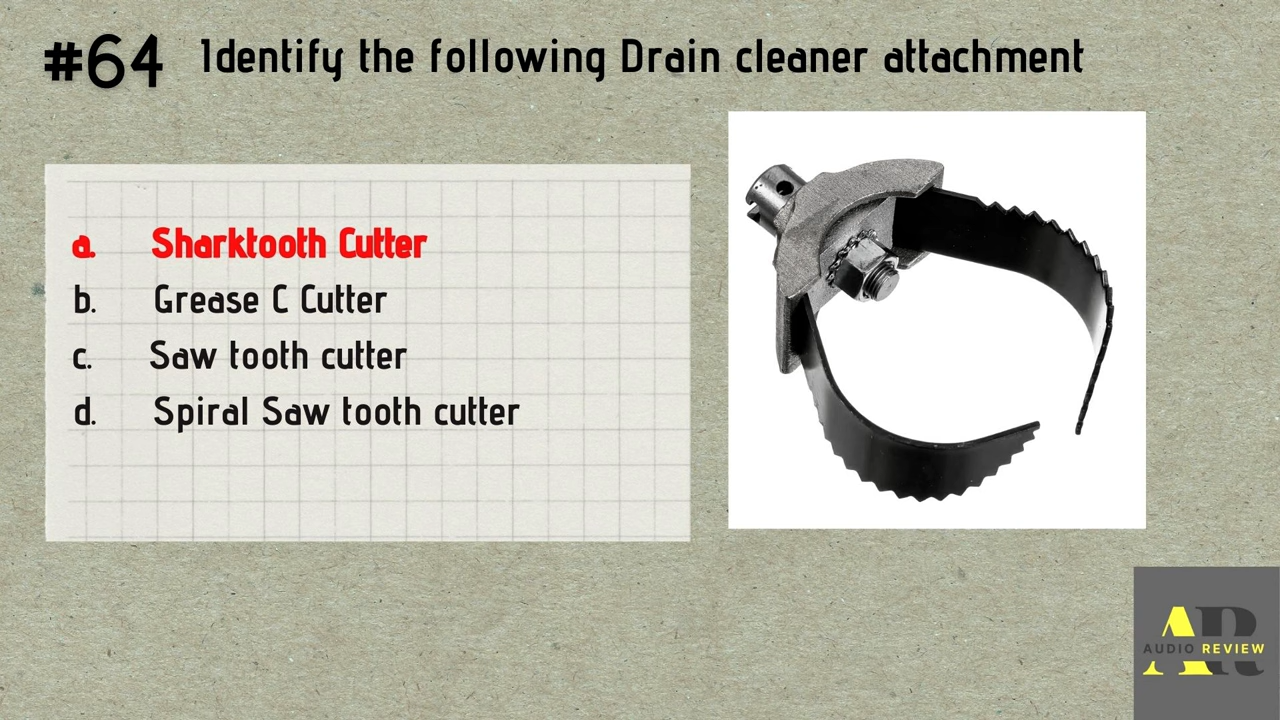 #64 Identify the following Drain cleaner attachment
a. Sharktooth Cutter
b. Grease C Cutter
c. Saw tooth cutter
d. Spiral Saw tooth cutter
AR
AUDIO REVIEW